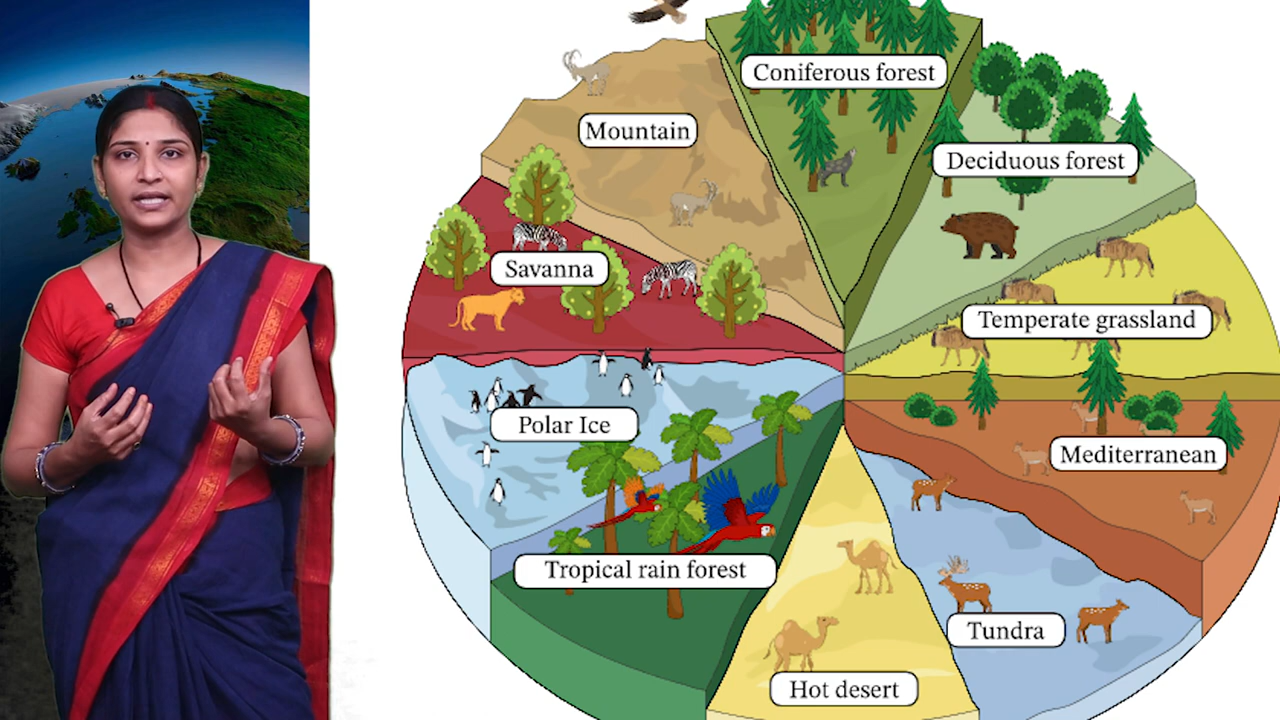 Coniferous forest
Mountain
Deciduous forest
Savanna
Temperate grassland
Polar Ice
Mediterranean
Tropical rain forest
Tundra
Hot desert